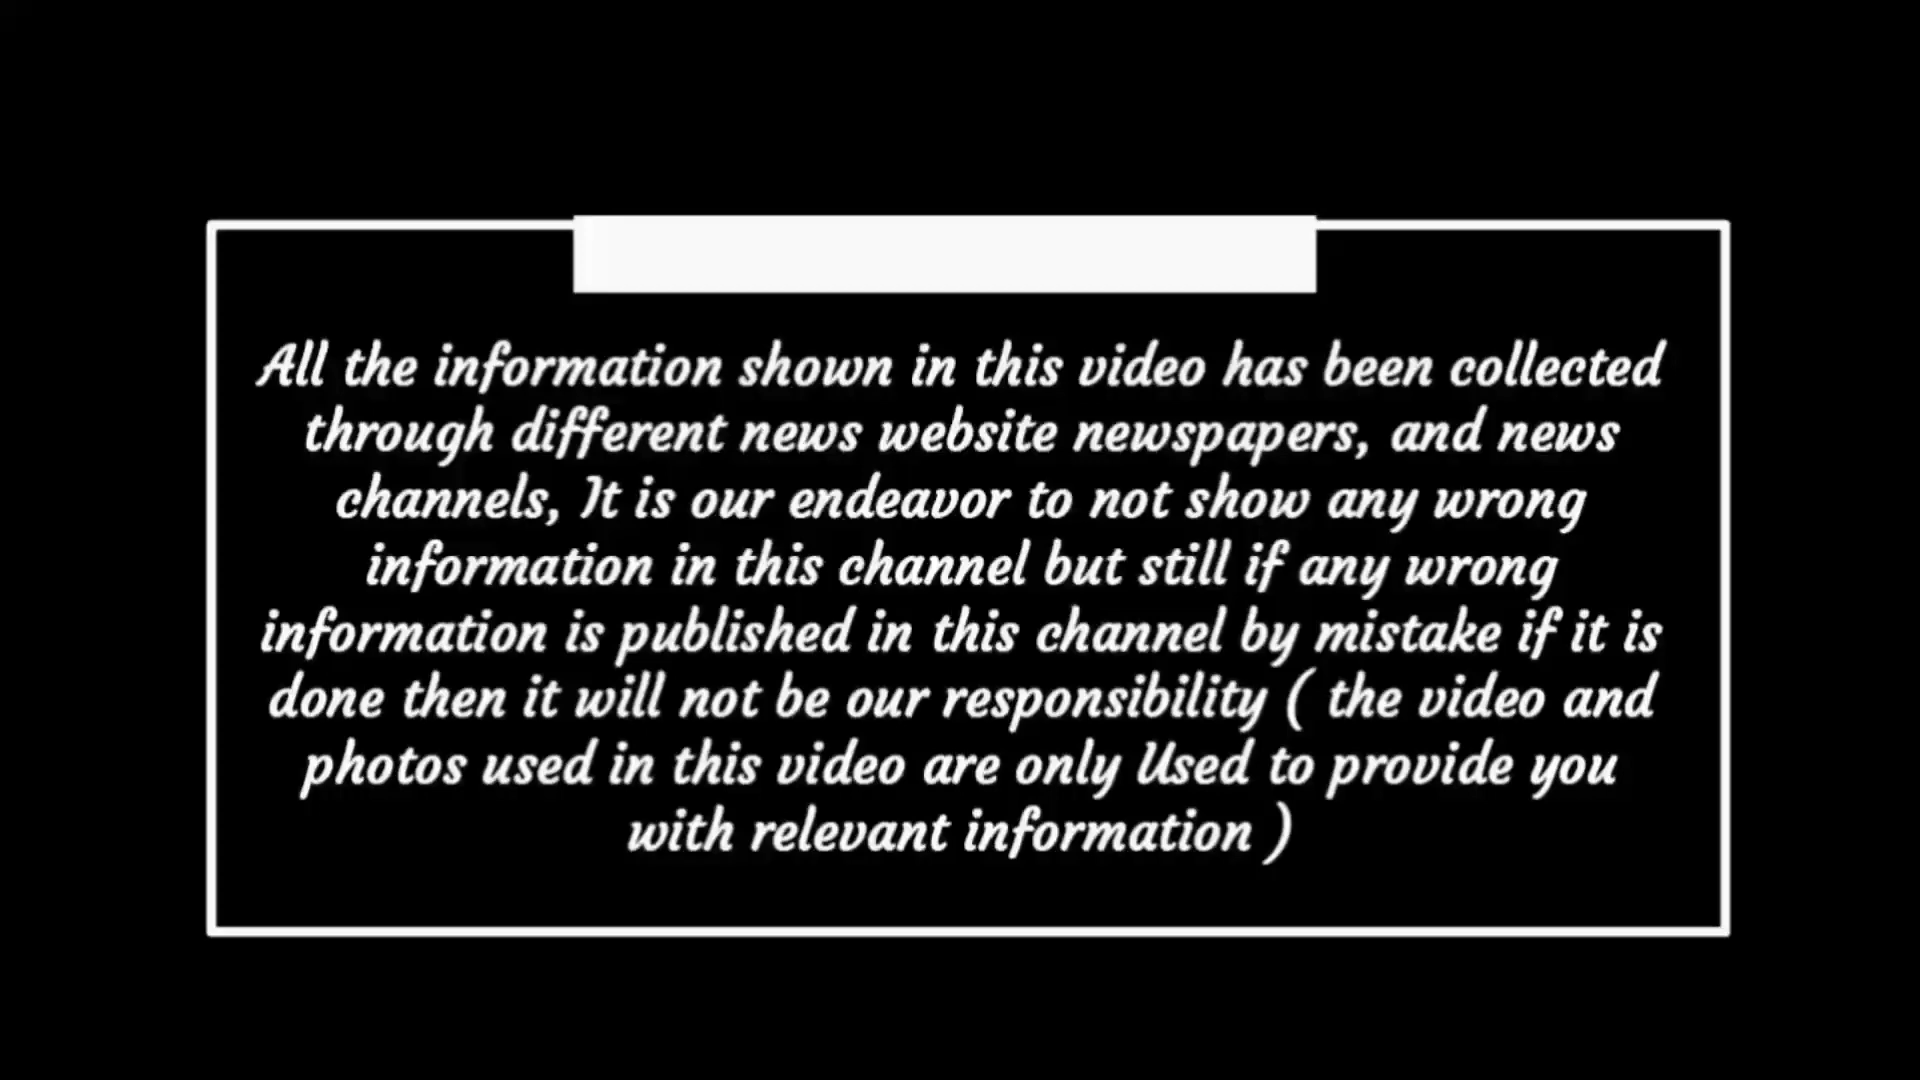 All the information shown in this video has been collected
through different news website newspapers, and news
channels, It is our endeavor to not show any wrong
information in this channel but still if any wrong
information is published in this channel by mistake if it is
done then it will not be our responsibility ( the video and
photos used in this video are only Used to provide you
with relevant information )